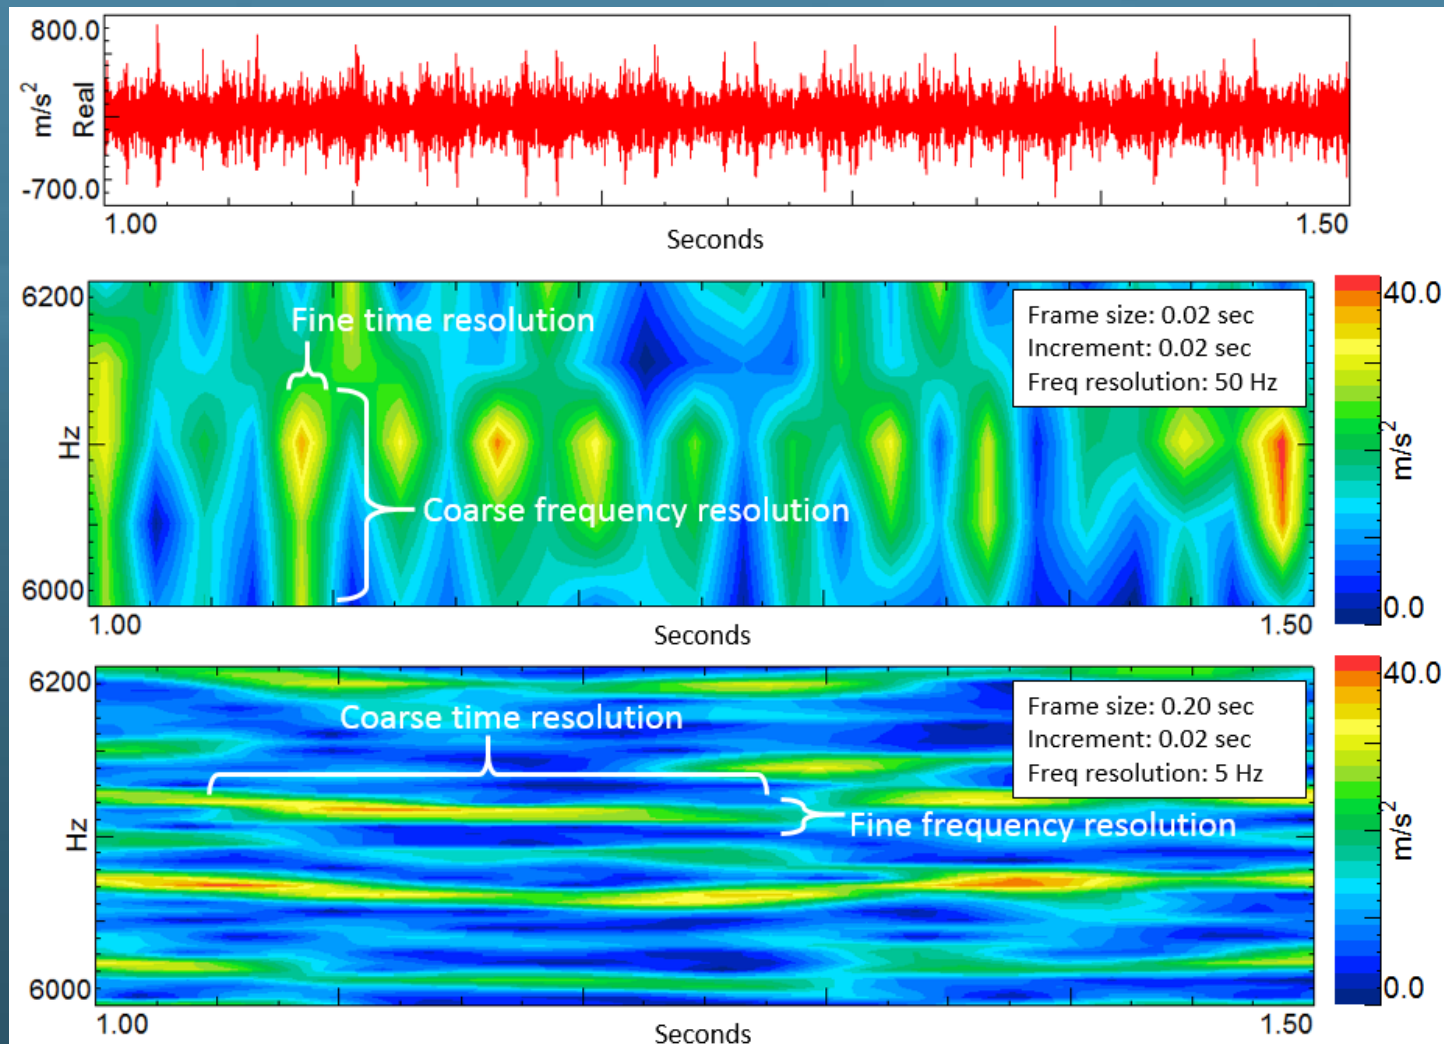 800.0
m/s²
Real
-700.0
1.00
1.50
Seconds
6200
Fine time resolution
Frame size: 0.02 sec
Increment: 0.02 sec
Freq resolution: 50 Hz
40.0
Hz
m/s²
Coarse frequency resolution
6000
0.0
1.00
1.50
Seconds
6200
Coarse time resolution
Frame size: 0.20 sec
Increment: 0.02 sec
Freq resolution: 5 Hz
40.0
Hz
Fine frequency resolution
m/s²
6000
0.0
1.00
1.50
Seconds